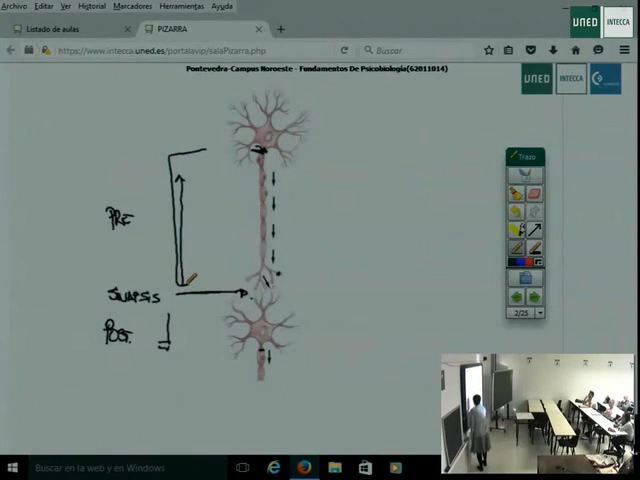 Archivo Editar Ver Historial Marcadores Herramientas Ayuda
Listado de aulas
PIZARRA
https://www.intecca.uned.es/portalavip/salaPizarra.php
Buscar
UNED
INTECCA
Pontevedra-Campus Noroeste - Fundamentos De Psicobiología(62011014)
UNED
INTECCA
Trazo
PRE
SINAPSIS
POST.
2/25
Buscar en la web y en Windows